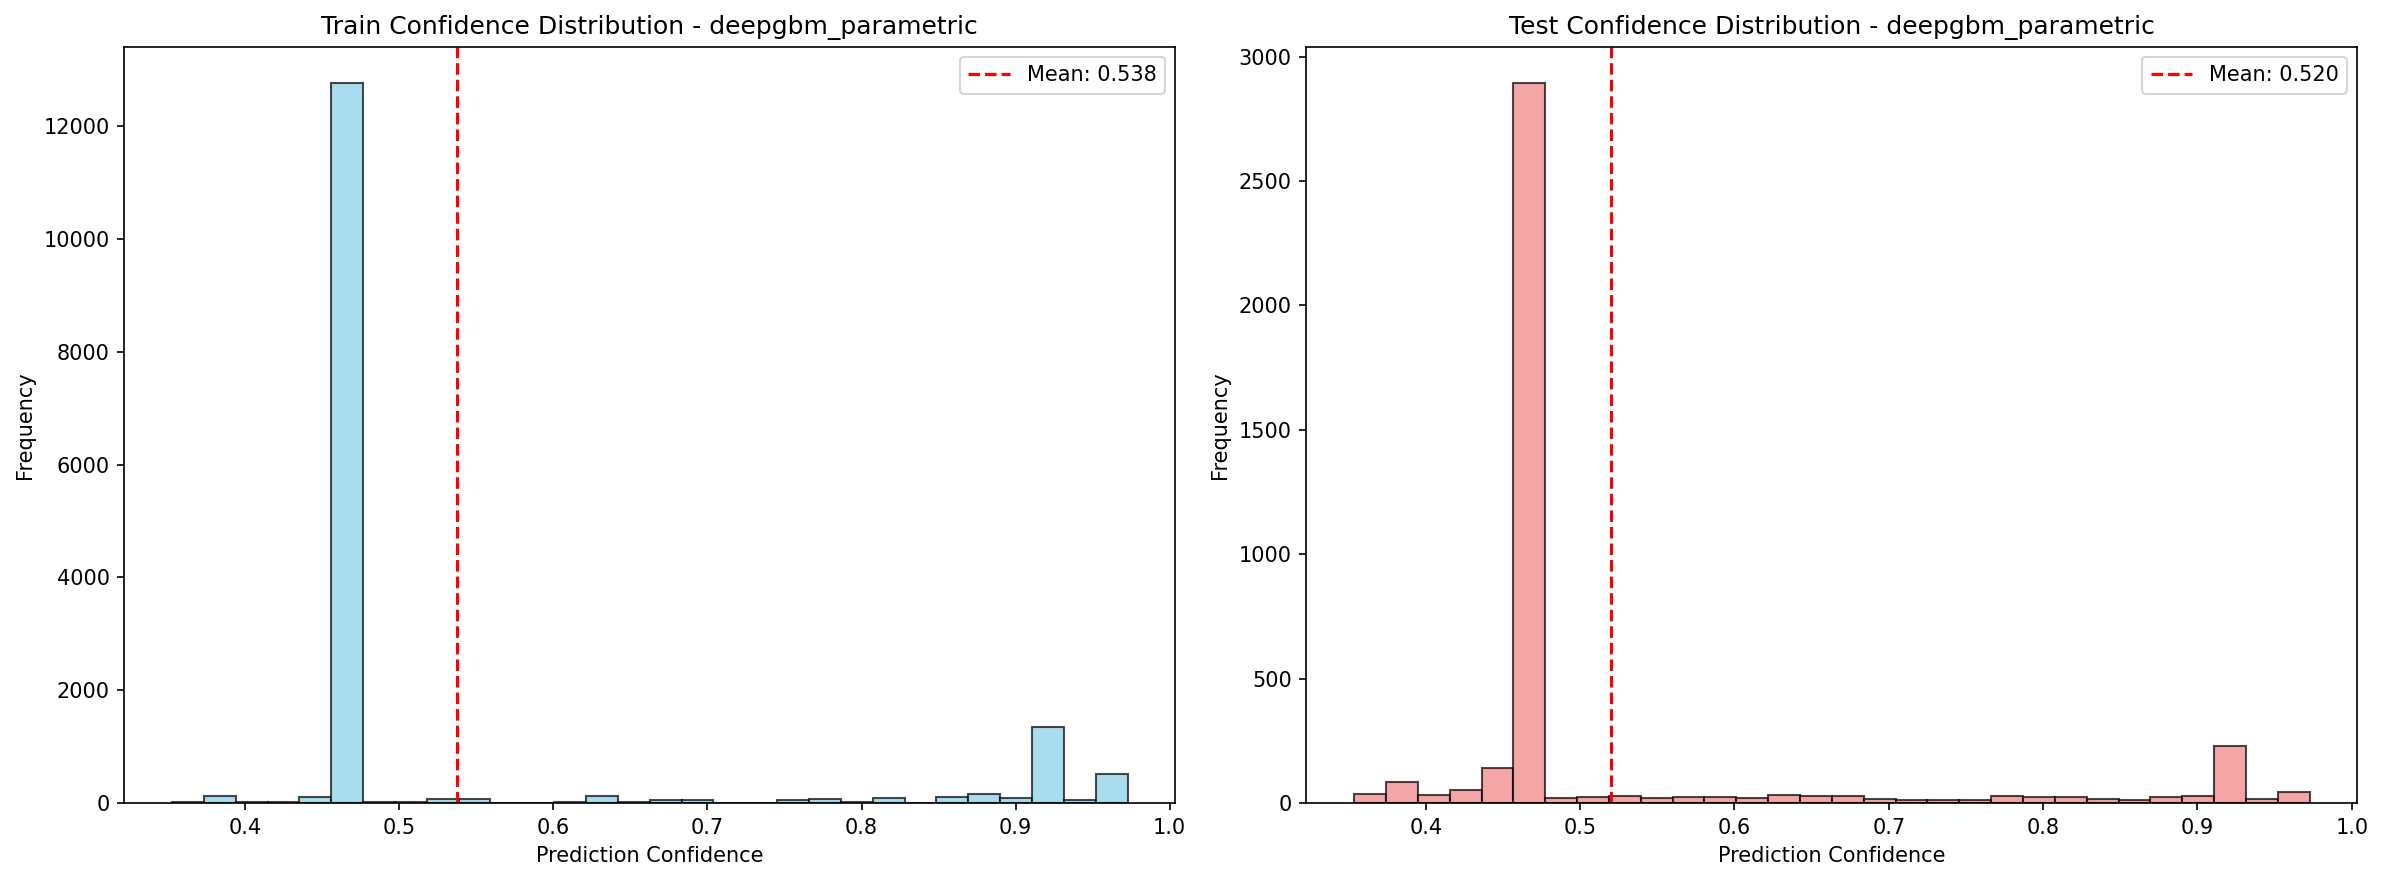 Train Confidence Distribution - deepgbm_parametric
Mean: 0.538
12000
10000
8000
6000
4000
2000
0
Frequency
0.4 0.5 0.6 0.7 0.8 0.9 1.0
Prediction Confidence
Test Confidence Distribution - deepgbm_parametric
Mean: 0.520
3000
2500
2000
1500
1000
500
0
Frequency
0.4 0.5 0.6 0.7 0.8 0.9 1.0
Prediction Confidence